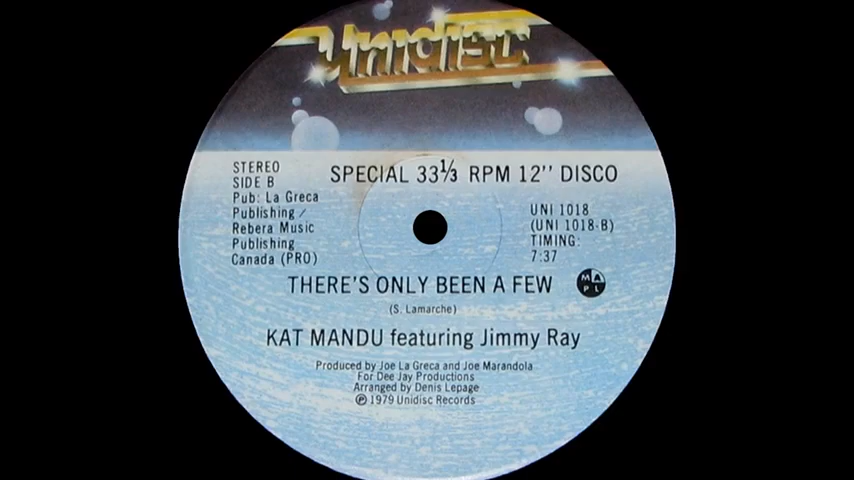 Unidisc
SPECIAL 33⅓ RPM 12'' DISCO
STEREO
SIDE B
Pub: La Greca
Publishing /
Rebera Music
Publishing
Canada (PRO)
UNI 1018
(UNI 1018-B)
TIMING:
7:37
THERE'S ONLY BEEN A FEW
MAPL
(S. Lamarche)
KAT MANDU featuring Jimmy Ray
Produced by Joe La Greca and Joe Marandola
For Dee Jay Productions
Arranged by Denis Lepage
℗ 1979 Unidisc Records